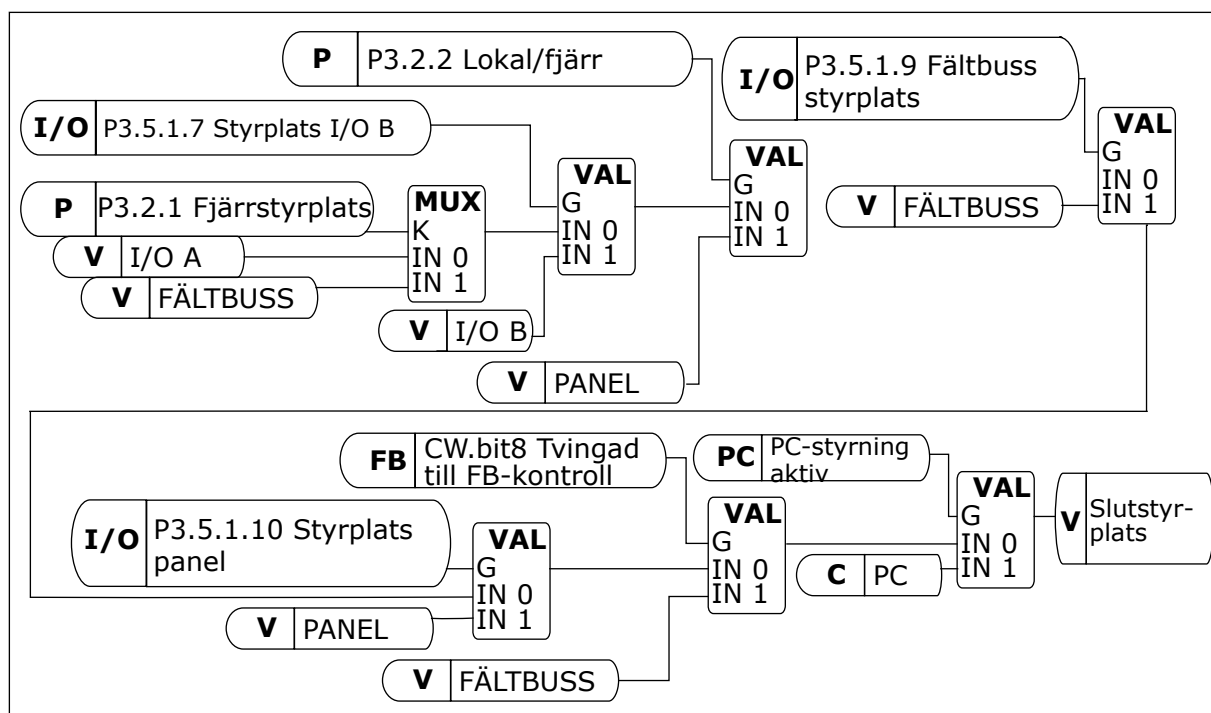 P P3.2.2 Lokal/fjärr
I/O P3.5.1.9 Fältbuss
styrplats
I/O P3.5.1.7 Styrplats I/O B
VAL
G
IN 0
IN 1
VAL
G
IN 0
IN 1
VAL
G
IN 0
IN 1
P P3.2.1 Fjärrstyrplats
MUX
K
IN 0
IN 1
V FÄLTBUSS
V I/O A
V FÄLTBUSS
V I/O B
V PANEL
FB CW.bit8 Tvingad
till FB-kontroll
PC PC-styrning
aktiv
VAL
G
IN 0
IN 1
V Slutstyr-
plats
I/O P3.5.1.10 Styrplats
panel
VAL
G
IN 0
IN 1
VAL
G
IN 0
IN 1
C PC
V PANEL
V FÄLTBUSS